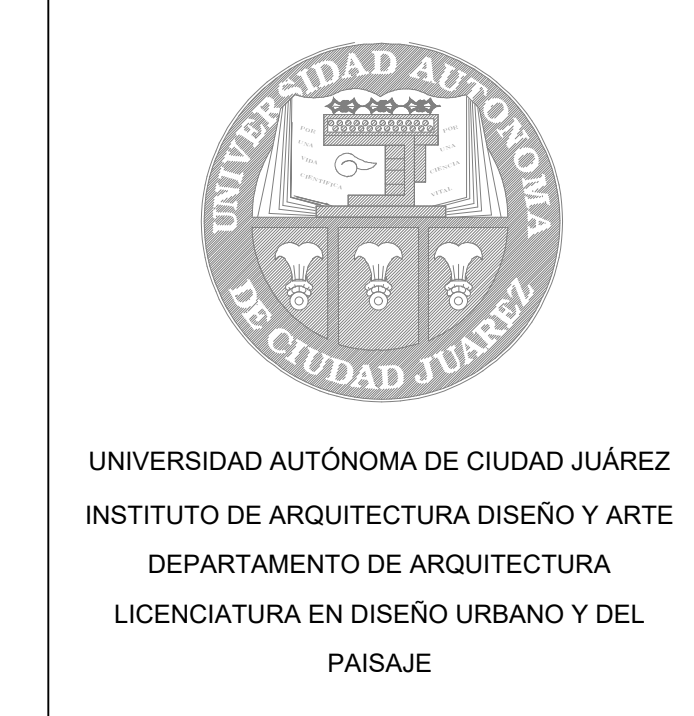 UNIVERSIDAD AUTONOMA
DE CIUDAD JUAREZ
POR
UNA
VIDA
CIENTIFICA
POR
UNA
CIENCIA
VITAL
UNIVERSIDAD AUTÓNOMA DE CIUDAD JUÁREZ
INSTITUTO DE ARQUITECTURA DISEÑO Y ARTE
DEPARTAMENTO DE ARQUITECTURA
LICENCIATURA EN DISEÑO URBANO Y DEL
PAISAJE